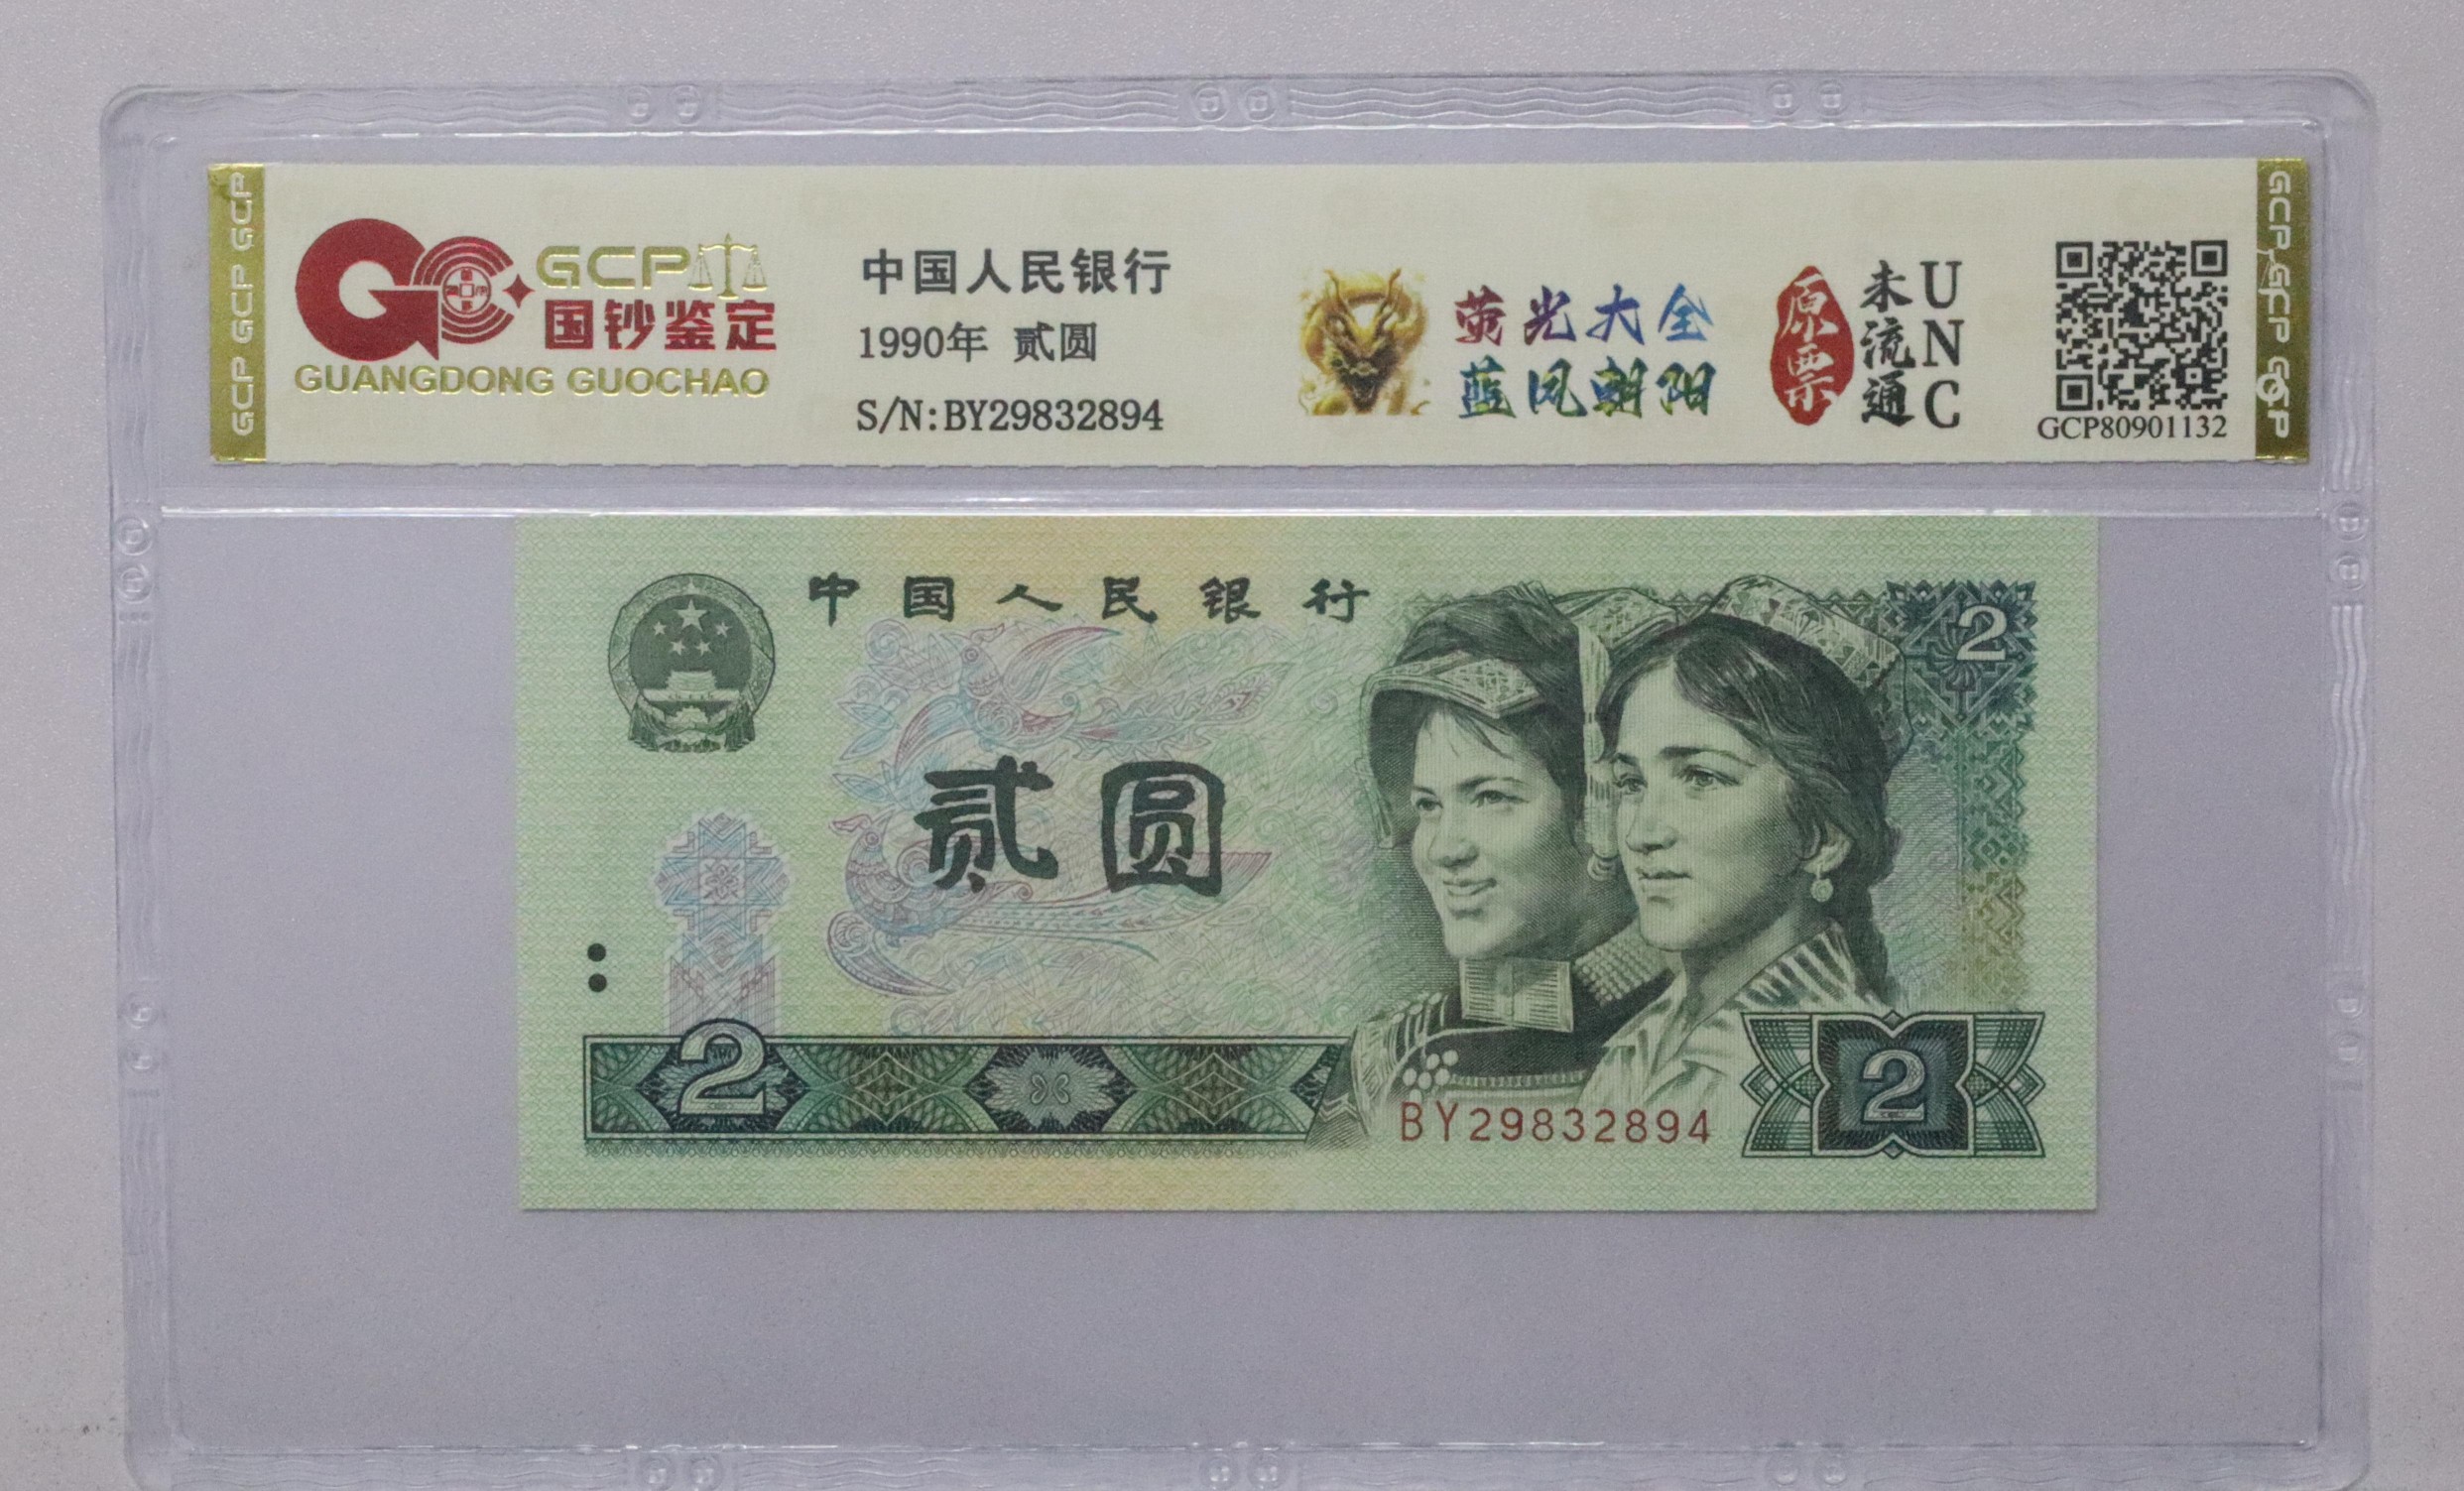 GCP
国钞鉴定
GUANGDONG GUOCHAO
中国人民银行
1990年 贰圆
S/N:BY29832894
荧光大全
蓝凤朝阳
原票
未流通
UNC
GCP80901132
GCP GCP GCP
GCP GCP GCP
中国人民银行
2
贰圆
2
BY29832894
2